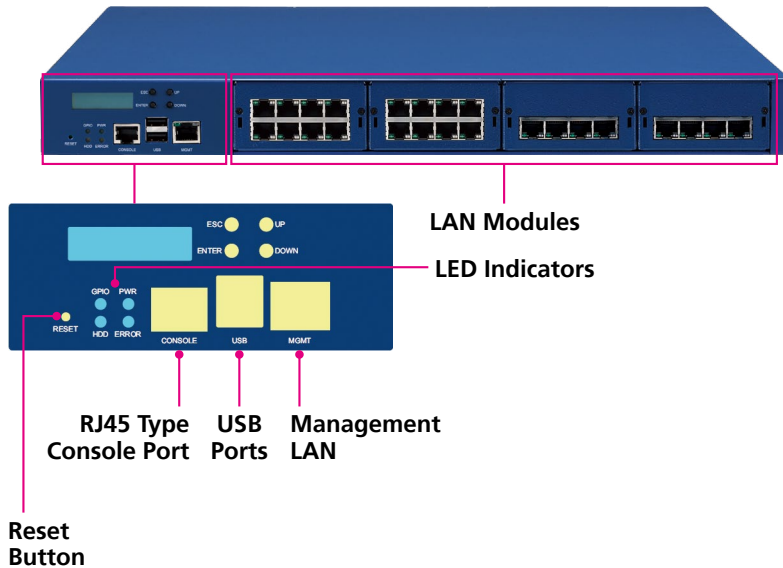 ESC UP
ENTER DOWN
GPIO PWR
RESET HDD ERROR CONSOLE USB MGMT
LAN Modules
LED Indicators
ESC UP
ENTER DOWN
GPIO PWR
RESET
HDD ERROR
CONSOLE USB MGMT
RJ45 Type
Console Port
USB
Ports
Management
LAN
Reset
Button